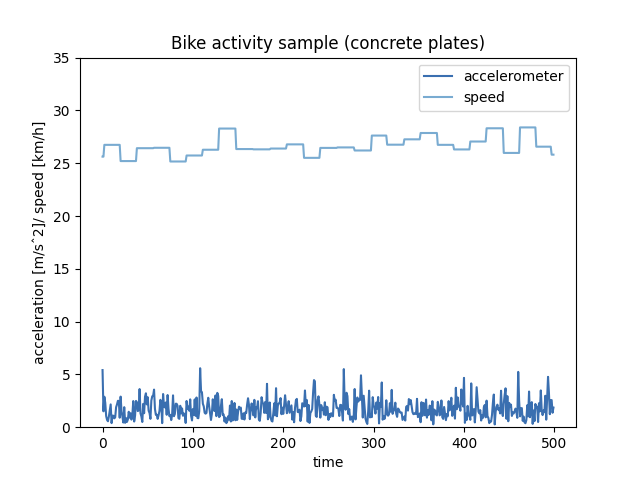 Bike activity sample (concrete plates)
accelerometer
speed
35
30
25
20
15
10
5
0
acceleration [m/sˆ2]/ speed [km/h]
0 100 200 300 400 500
time